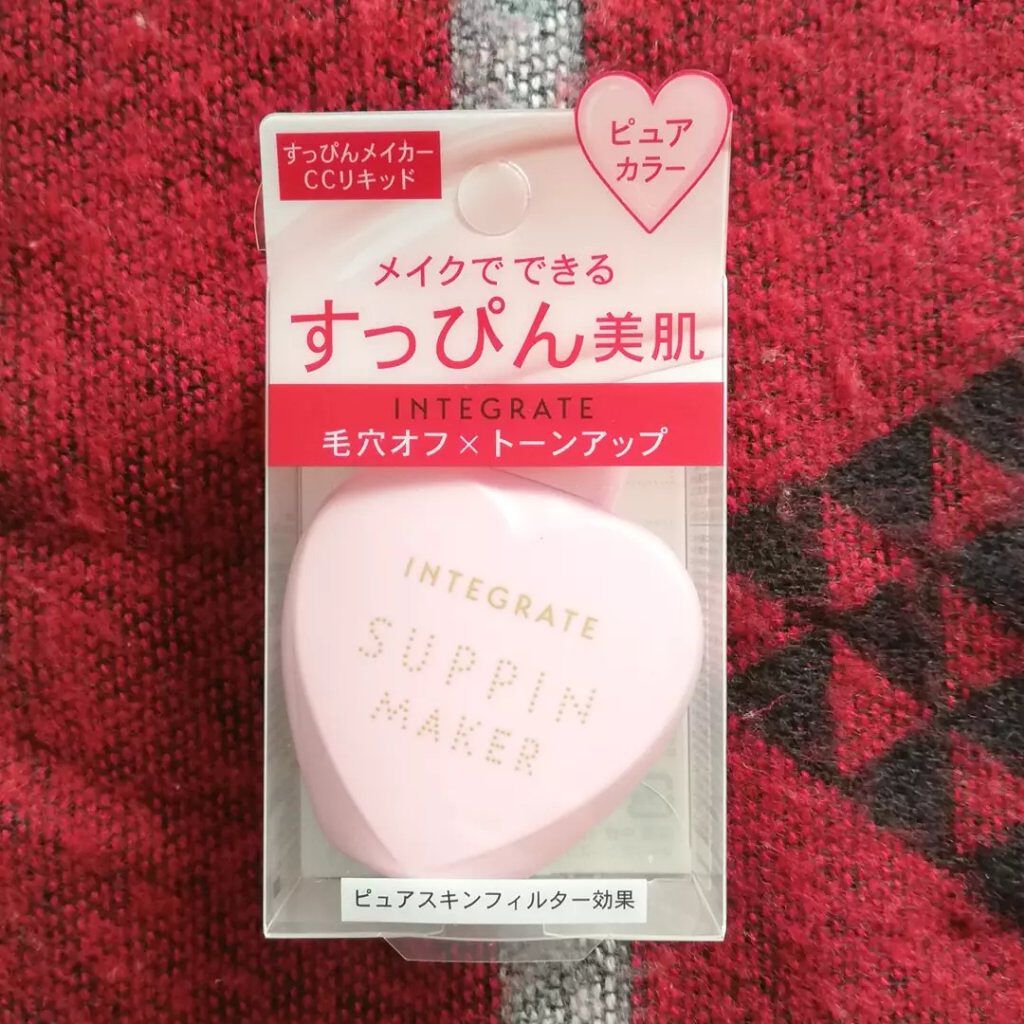 すっぴんメイカー
CCリキッド
ピュア
カラー
メイクで できる
すっぴん美肌
INTEGRATE
毛穴オフ×トーンアップ
INTEGRATE
SUPPIN
MAKER
ピュアスキンフィルター効果